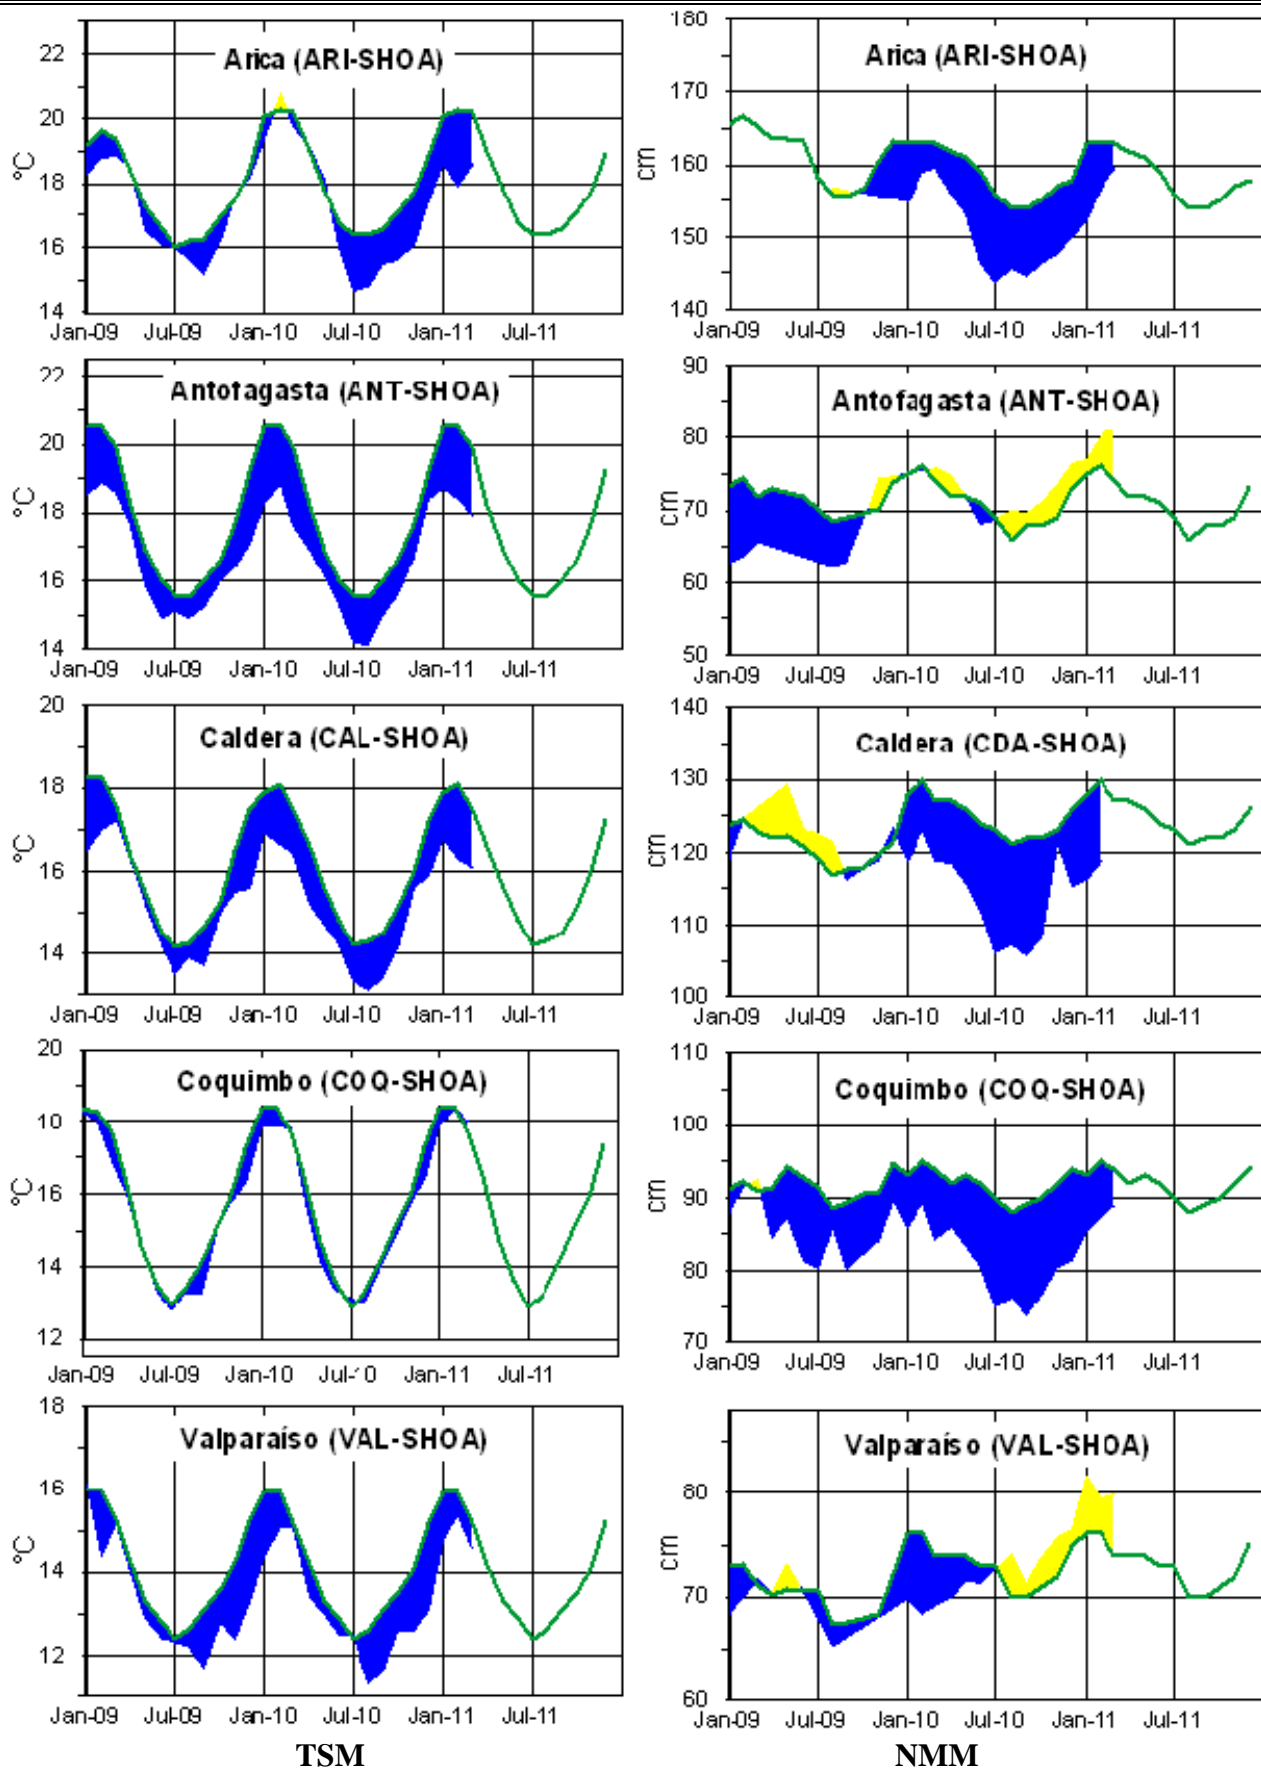 Arica (ARI-SHOA)
22
20
18
16
14
°C
Jan-09 Jul-09 Jan-10 Jul-10 Jan-11 Jul-11
Arica (ARI-SHOA)
180
170
160
150
140
cm
Jan-09 Jul-09 Jan-10 Jul-10 Jan-11 Jul-11
Antofagasta (ANT-SHOA)
22
20
18
16
14
°C
Jan-09 Jul-09 Jan-10 Jul-10 Jan-11 Jul-11
Antofagasta (ANT-SHOA)
90
80
70
60
50
cm
Jan-09 Jul-09 Jan-10 Jul-10 Jan-11 Jul-11
Caldera (CAL-SHOA)
20
18
16
14
°C
Jan-09 Jul-09 Jan-10 Jul-10 Jan-11 Jul-11
Caldera (CDA-SHOA)
140
130
120
110
100
cm
Jan-09 Jul-09 Jan-10 Jul-10 Jan-11 Jul-11
Coquimbo (COQ-SHOA)
20
18
16
14
12
°C
Jan-09 Jul-09 Jan-10 Jul-10 Jan-11 Jul-11
Coquimbo (COQ-SHOA)
110
100
90
80
70
cm
Jan-09 Jul-09 Jan-10 Jul-10 Jan-11 Jul-11
Valparaíso (VAL-SHOA)
18
16
14
12
°C
Jan-09 Jul-09 Jan-10 Jul-10 Jan-11 Jul-11
Valparaíso (VAL-SHOA)
80
70
60
cm
Jan-09 Jul-09 Jan-10 Jul-10 Jan-11 Jul-11
TSM
NMM